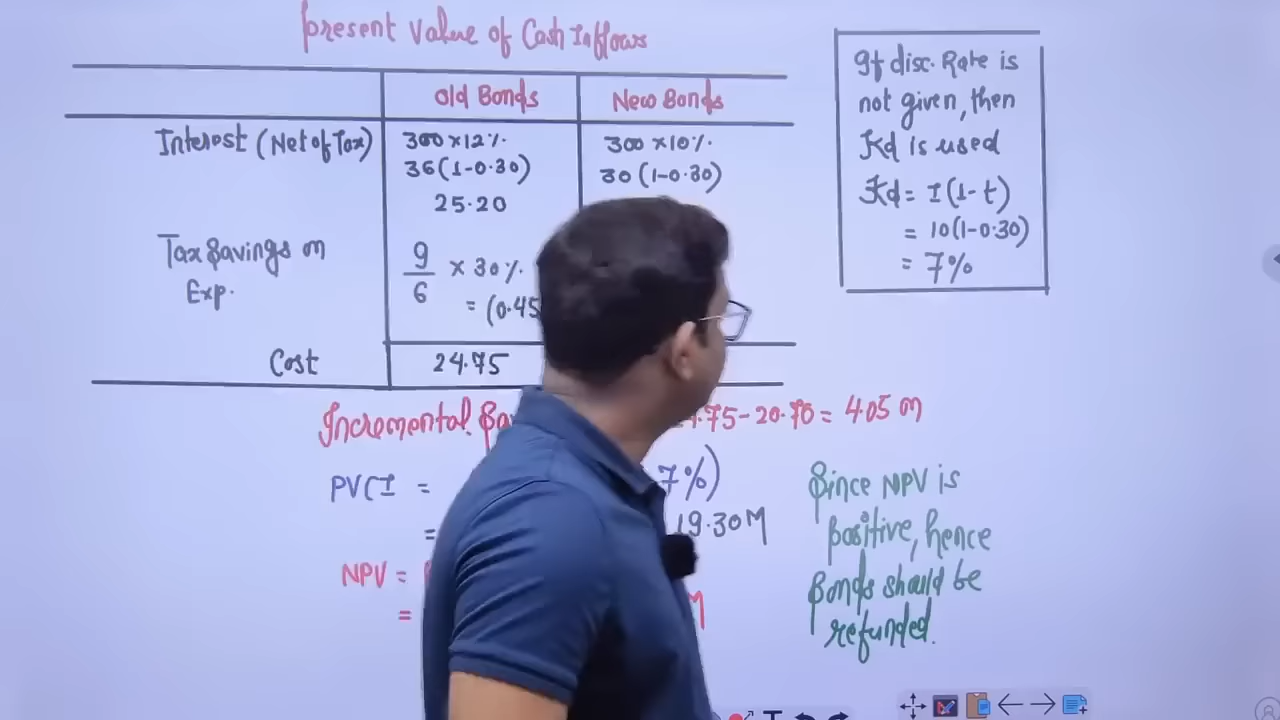 Present Value of Cash Inflows
Old Bonds New Bonds
Interest (Net of Tax) 300 x 12% 300 x 10%
36(1-0.30) 30(1-0.30)
25.20
Tax Savings on
Exp.
9/6 x 30%
= (0.45
Cost 24.75
Incremental .75-20.70 = 4.05 m
PVCI = 7%)
= 19.30M
NPV =
= M
If disc. Rate is
not given, then
Kd is used
Kd = I(1-t)
= 10(1-0.30)
= 7%
Since NPV is
positive, hence
Bonds should be
refunded.